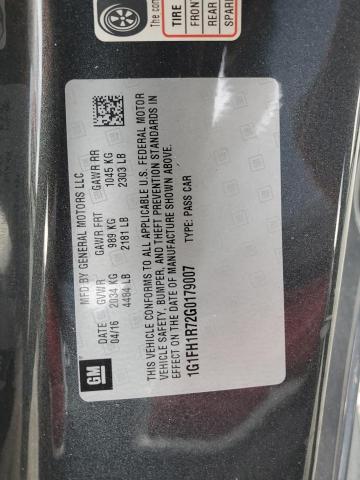 The com
TIRE
FRONT
REAR
SPARE
MFD BY GENERAL MOTORS LLC
DATE GVWR GAWR FRT GAWR RR
04/16 2034 KG 989 KG 1045 KG
4484 LB 2181 LB 2303 LB
THIS VEHICLE CONFORMS TO ALL APPLICABLE U.S. FEDERAL MOTOR
VEHICLE SAFETY, BUMPER, AND THEFT PREVENTION STANDARDS IN
EFFECT ON THE DATE OF MANUFACTURE SHOWN ABOVE.
1G1FH1R72G0179007 TYPE: PASS CAR
GM